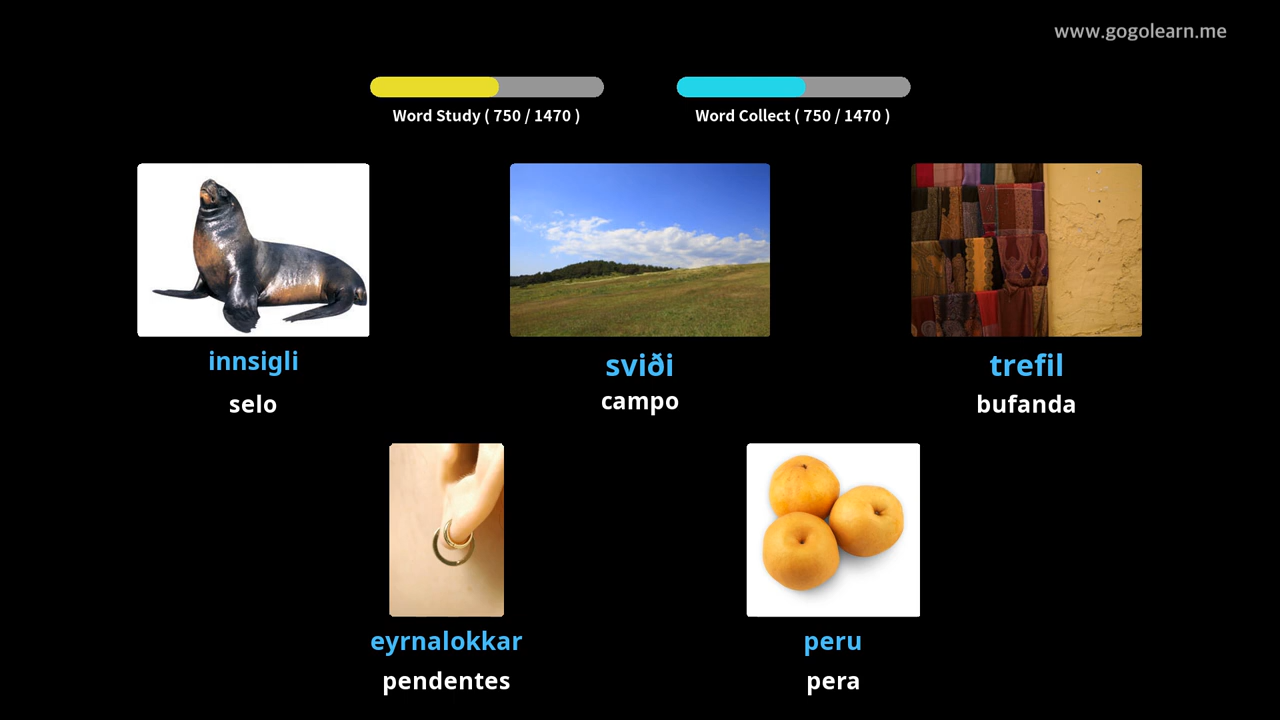 www.gogolearn.me
Word Study ( 750 / 1470 )
Word Collect ( 750 / 1470 )
innsigli
selo
sviði
campo
trefil
bufanda
eyrnalokkar
pendentes
peru
pera